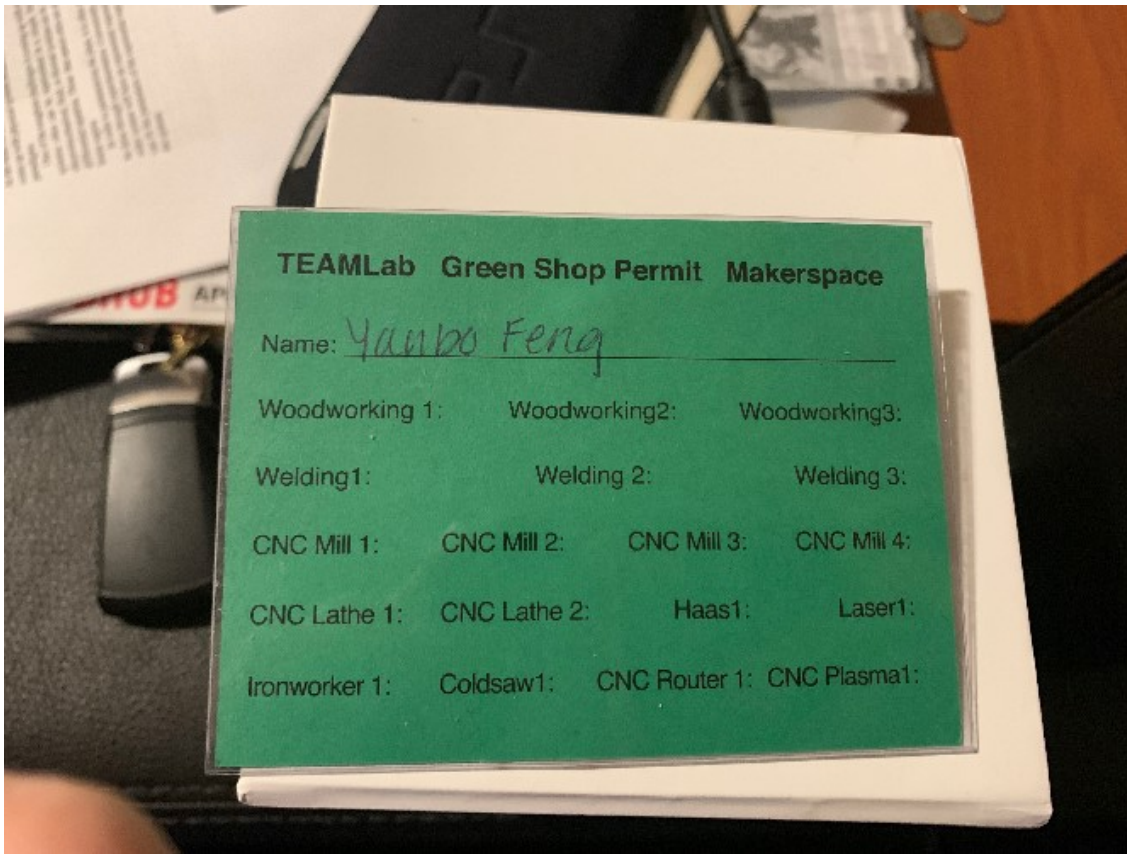 HUB AP
TEAMLab Green Shop Permit Makerspace
Name: Yanbo Feng
Woodworking 1: Woodworking2: Woodworking3:
Welding1: Welding 2: Welding 3:
CNC Mill 1: CNC Mill 2: CNC Mill 3: CNC Mill 4:
CNC Lathe 1: CNC Lathe 2: Haas1: Laser1:
Ironworker 1: Coldsaw1: CNC Router 1: CNC Plasma1: